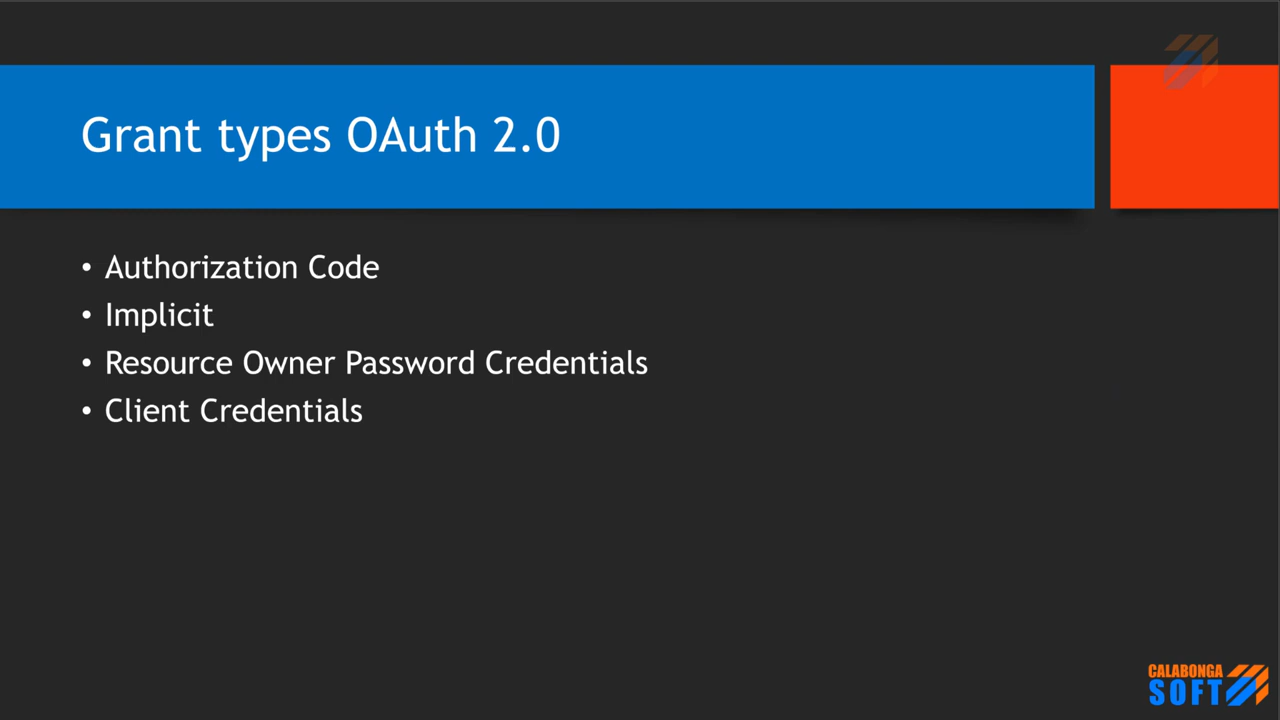 Grant types OAuth 2.0
• Authorization Code
• Implicit
• Resource Owner Password Credentials
• Client Credentials
CALABONGA
SOFT